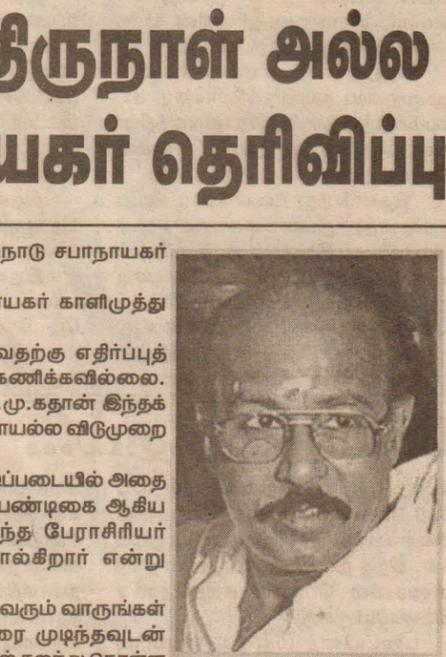 திருநாள் அல்ல
யகர் தெரிவிப்பு
நாடு சபாநாயகர்
யகர் காளிமுத்து
வதற்கு எதிர்ப்புத்
கணிக்கவில்லை.
.மு.கதான் இந்தக்
ாயல்ல விடுமுறை
டிப்படையில் அதை
பண்டிகை ஆகிய
ந்த பேராசிரியர்
ால்கிறார் என்று
வரும் வாருங்கள்
ரை முடிந்தவுடன்